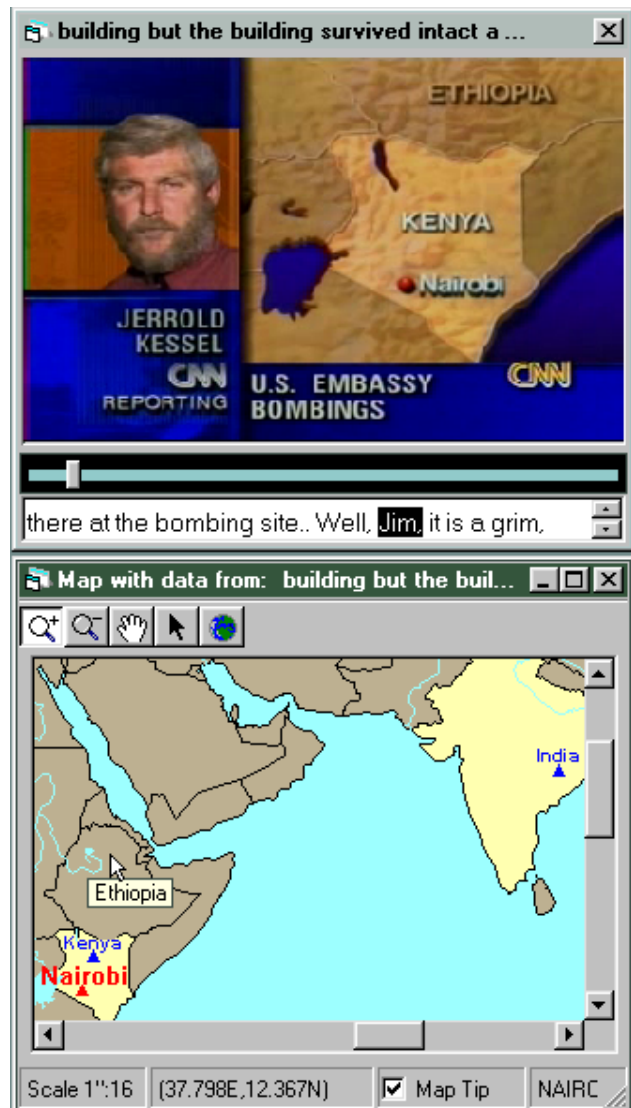 building but the building survived intact a ...
ETHIOPIA
KENYA
Nairobi
JERROLD
KESSEL
CNN
REPORTING
U.S. EMBASSY
BOMBINGS
CNN
there at the bombing site.. Well, Jim, it is a grim,
Map with data from:  building but the buil...
India
Ethiopia
Kenya
Nairobi
Scale 1":16
(37.798E,12.367N)
Map Tip
NAIRC